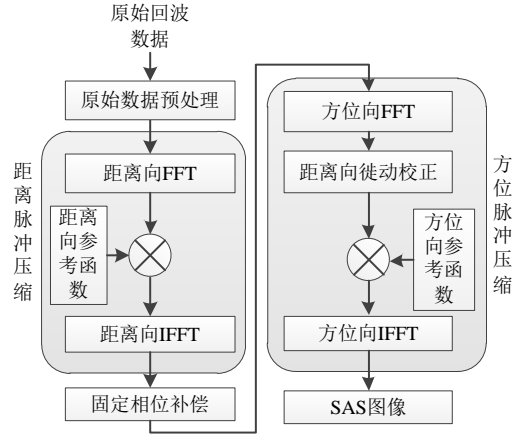 原始回波
数据
原始数据预处理
距离向FFT
距离
向参
考函
数
距离向IFFT
距离脉冲压缩
固定相位补偿
方位向FFT
距离向徙动校正
方位
向参
考函
数
方位向IFFT
方位脉冲压缩
SAS图像